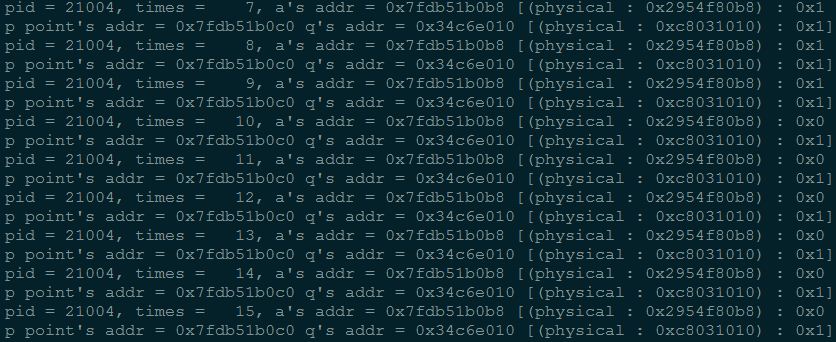 pid = 21004, times =    7, a's addr = 0x7fdb51b0b8 [(physical : 0x2954f80b8) : 0x1
p point's addr = 0x7fdb51b0c0 q's addr = 0x34c6e010 [(physical : 0xc8031010) : 0x1]
pid = 21004, times =    8, a's addr = 0x7fdb51b0b8 [(physical : 0x2954f80b8) : 0x1
p point's addr = 0x7fdb51b0c0 q's addr = 0x34c6e010 [(physical : 0xc8031010) : 0x1]
pid = 21004, times =    9, a's addr = 0x7fdb51b0b8 [(physical : 0x2954f80b8) : 0x1
p point's addr = 0x7fdb51b0c0 q's addr = 0x34c6e010 [(physical : 0xc8031010) : 0x1]
pid = 21004, times =   10, a's addr = 0x7fdb51b0b8 [(physical : 0x2954f80b8) : 0x0
p point's addr = 0x7fdb51b0c0 q's addr = 0x34c6e010 [(physical : 0xc8031010) : 0x1]
pid = 21004, times =   11, a's addr = 0x7fdb51b0b8 [(physical : 0x2954f80b8) : 0x0
p point's addr = 0x7fdb51b0c0 q's addr = 0x34c6e010 [(physical : 0xc8031010) : 0x1]
pid = 21004, times =   12, a's addr = 0x7fdb51b0b8 [(physical : 0x2954f80b8) : 0x0
p point's addr = 0x7fdb51b0c0 q's addr = 0x34c6e010 [(physical : 0xc8031010) : 0x1]
pid = 21004, times =   13, a's addr = 0x7fdb51b0b8 [(physical : 0x2954f80b8) : 0x0
p point's addr = 0x7fdb51b0c0 q's addr = 0x34c6e010 [(physical : 0xc8031010) : 0x1]
pid = 21004, times =   14, a's addr = 0x7fdb51b0b8 [(physical : 0x2954f80b8) : 0x0
p point's addr = 0x7fdb51b0c0 q's addr = 0x34c6e010 [(physical : 0xc8031010) : 0x1]
pid = 21004, times =   15, a's addr = 0x7fdb51b0b8 [(physical : 0x2954f80b8) : 0x0
p point's addr = 0x7fdb51b0c0 q's addr = 0x34c6e010 [(physical : 0xc8031010) : 0x1]